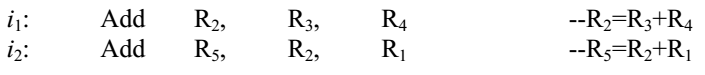 i₁: Add R₂, R₃, R₄ --R₂=R₃+R₄
i₂: Add R₅, R₂, R₁ --R₅=R₂+R₁